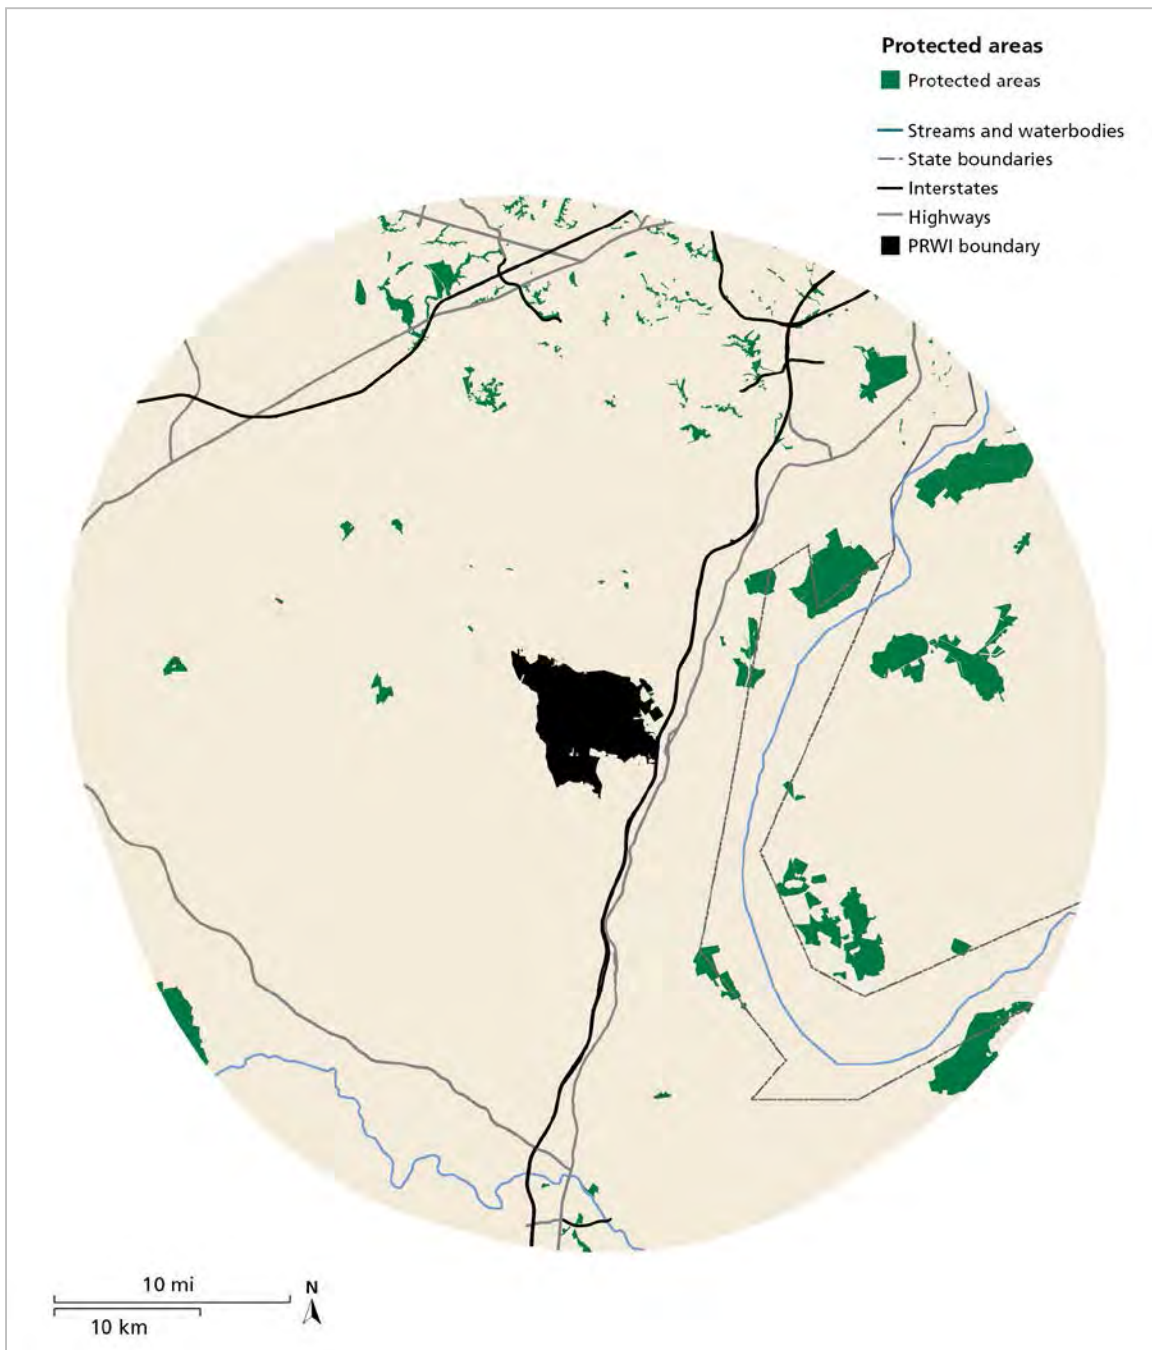 Protected areas
Protected areas
Streams and waterbodies
State boundaries
Interstates
Highways
PRWI boundary
10 mi
N
10 km